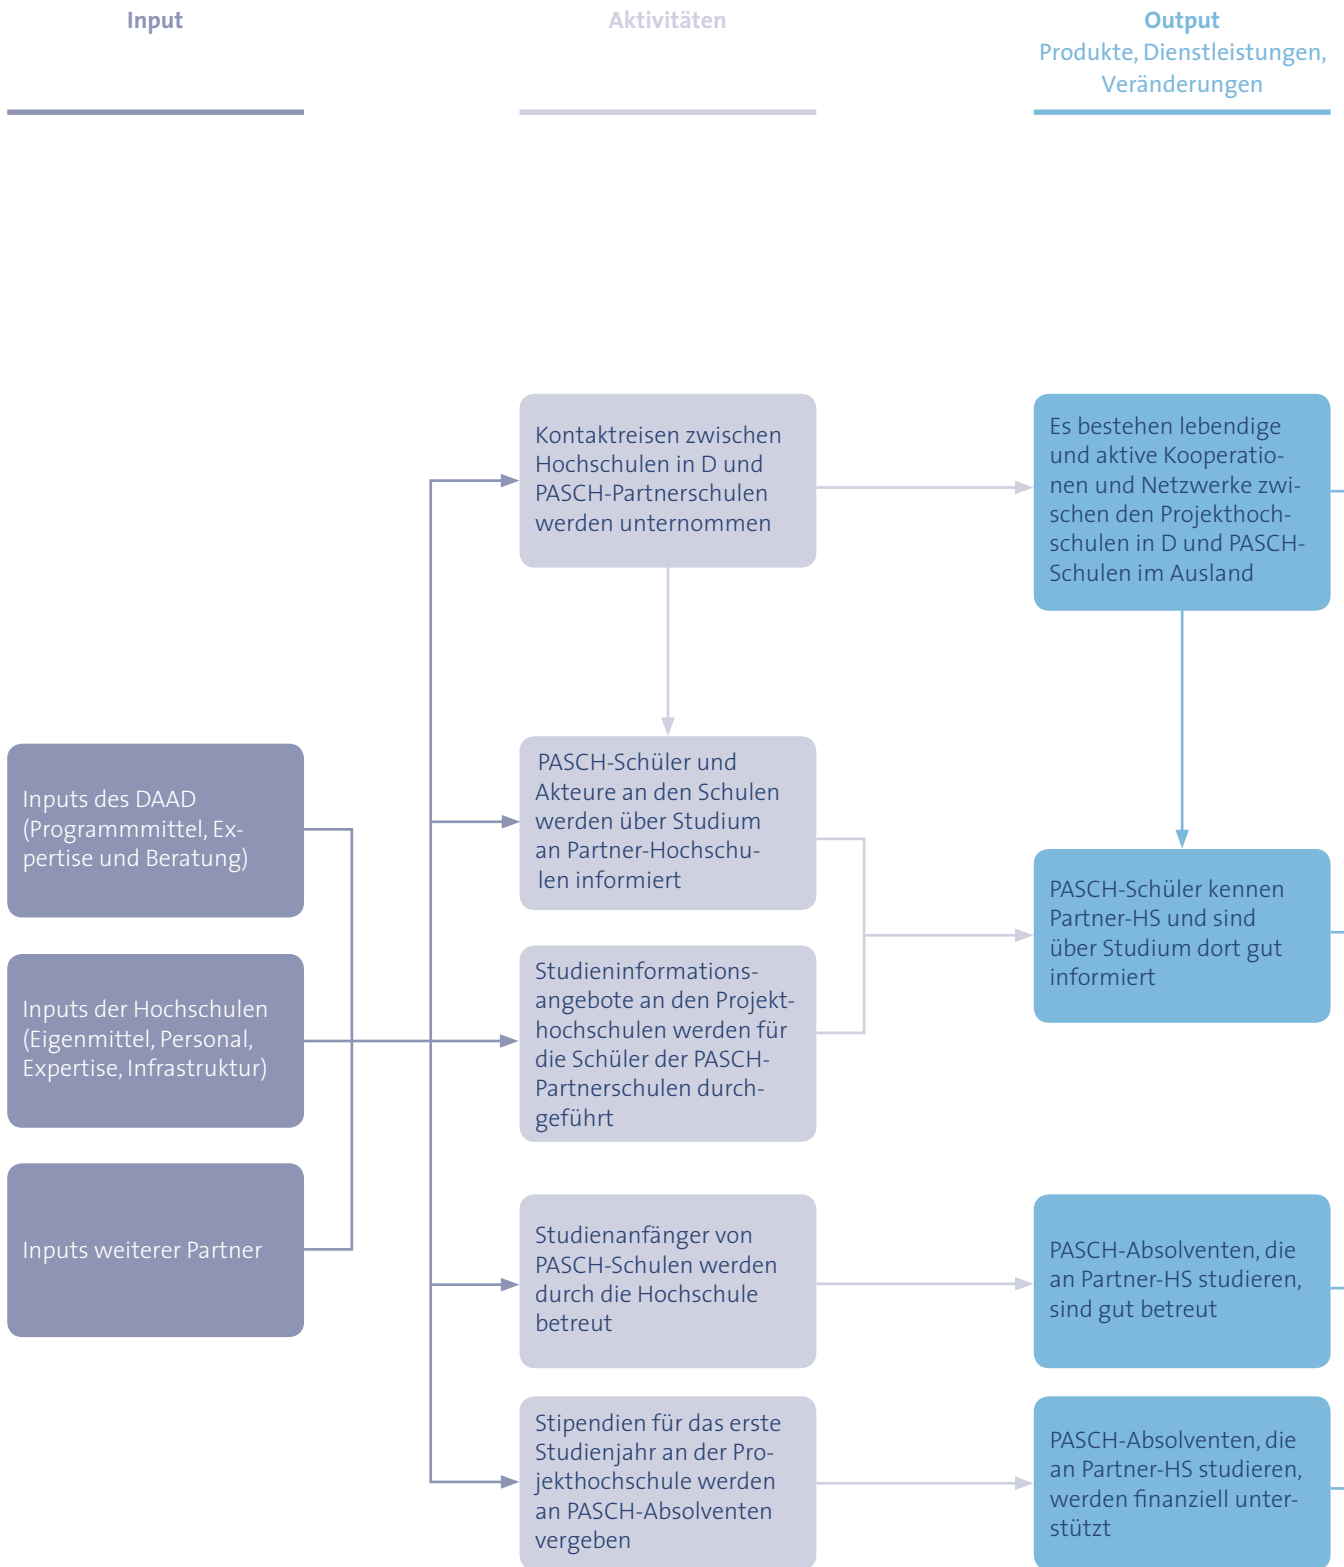 Input
Aktivitäten
Output
Produkte, Dienstleistungen,
Veränderungen
Inputs des DAAD
(Programmmittel, Ex-
pertise und Beratung)
Inputs der Hochschulen
(Eigenmittel, Personal,
Expertise, Infrastruktur)
Inputs weiterer Partner
Kontaktreisen zwischen
Hochschulen in D und
PASCH-Partnerschulen
werden unternommen
PASCH-Schüler und
Akteure an den Schulen
werden über Studium
an Partner-Hochschu-
len informiert
Studieninformations-
angebote an den Projekt-
hochschulen werden für
die Schüler der PASCH-
Partnerschulen durch-
geführt
Studienanfänger von
PASCH-Schulen werden
durch die Hochschule
betreut
Stipendien für das erste
Studienjahr an der Pro-
jekthochschule werden
an PASCH-Absolventen
vergeben
Es bestehen lebendige
und aktive Kooperatio-
nen und Netzwerke zwi-
schen den Projekthoch-
schulen in D und PASCH-
Schulen im Ausland
PASCH-Schüler kennen
Partner-HS und sind
über Studium dort gut
informiert
PASCH-Absolventen, die
an Partner-HS studieren,
sind gut betreut
PASCH-Absolventen, die
an Partner-HS studieren,
werden finanziell unter-
stützt